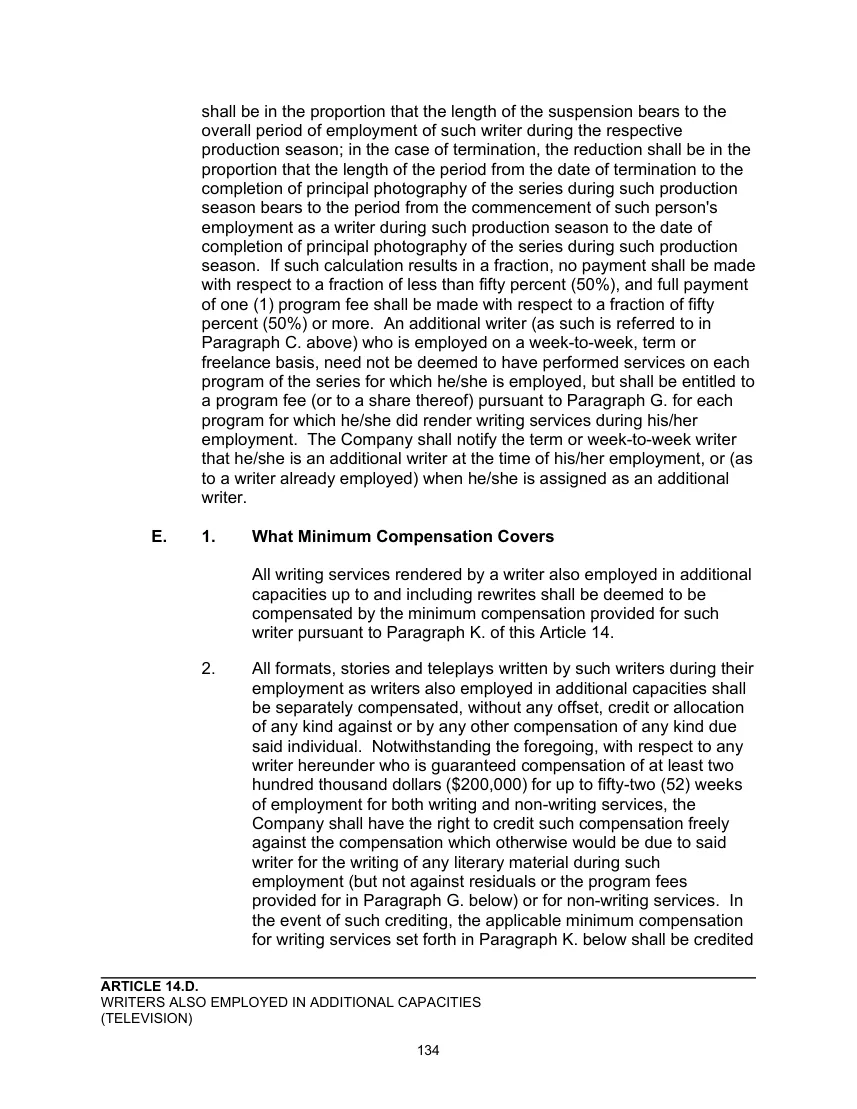 shall be in the proportion that the length of the suspension bears to the
overall period of employment of such writer during the respective
production season; in the case of termination, the reduction shall be in the
proportion that the length of the period from the date of termination to the
completion of principal photography of the series during such production
season bears to the period from the commencement of such person's
employment as a writer during such production season to the date of
completion of principal photography of the series during such production
season.  If such calculation results in a fraction, no payment shall be made
with respect to a fraction of less than fifty percent (50%), and full payment
of one (1) program fee shall be made with respect to a fraction of fifty
percent (50%) or more.  An additional writer (as such is referred to in
Paragraph C. above) who is employed on a week-to-week, term or
freelance basis, need not be deemed to have performed services on each
program of the series for which he/she is employed, but shall be entitled to
a program fee (or to a share thereof) pursuant to Paragraph G. for each
program for which he/she did render writing services during his/her
employment.  The Company shall notify the term or week-to-week writer
that he/she is an additional writer at the time of his/her employment, or (as
to a writer already employed) when he/she is assigned as an additional
writer.
E. 1. What Minimum Compensation Covers
All writing services rendered by a writer also employed in additional
capacities up to and including rewrites shall be deemed to be
compensated by the minimum compensation provided for such
writer pursuant to Paragraph K. of this Article 14.
2. All formats, stories and teleplays written by such writers during their
employment as writers also employed in additional capacities shall
be separately compensated, without any offset, credit or allocation
of any kind against or by any other compensation of any kind due
said individual.  Notwithstanding the foregoing, with respect to any
writer hereunder who is guaranteed compensation of at least two
hundred thousand dollars ($200,000) for up to fifty-two (52) weeks
of employment for both writing and non-writing services, the
Company shall have the right to credit such compensation freely
against the compensation which otherwise would be due to said
writer for the writing of any literary material during such
employment (but not against residuals or the program fees
provided for in Paragraph G. below) or for non-writing services.  In
the event of such crediting, the applicable minimum compensation
for writing services set forth in Paragraph K. below shall be credited
ARTICLE 14.D.
WRITERS ALSO EMPLOYED IN ADDITIONAL CAPACITIES
(TELEVISION)
134